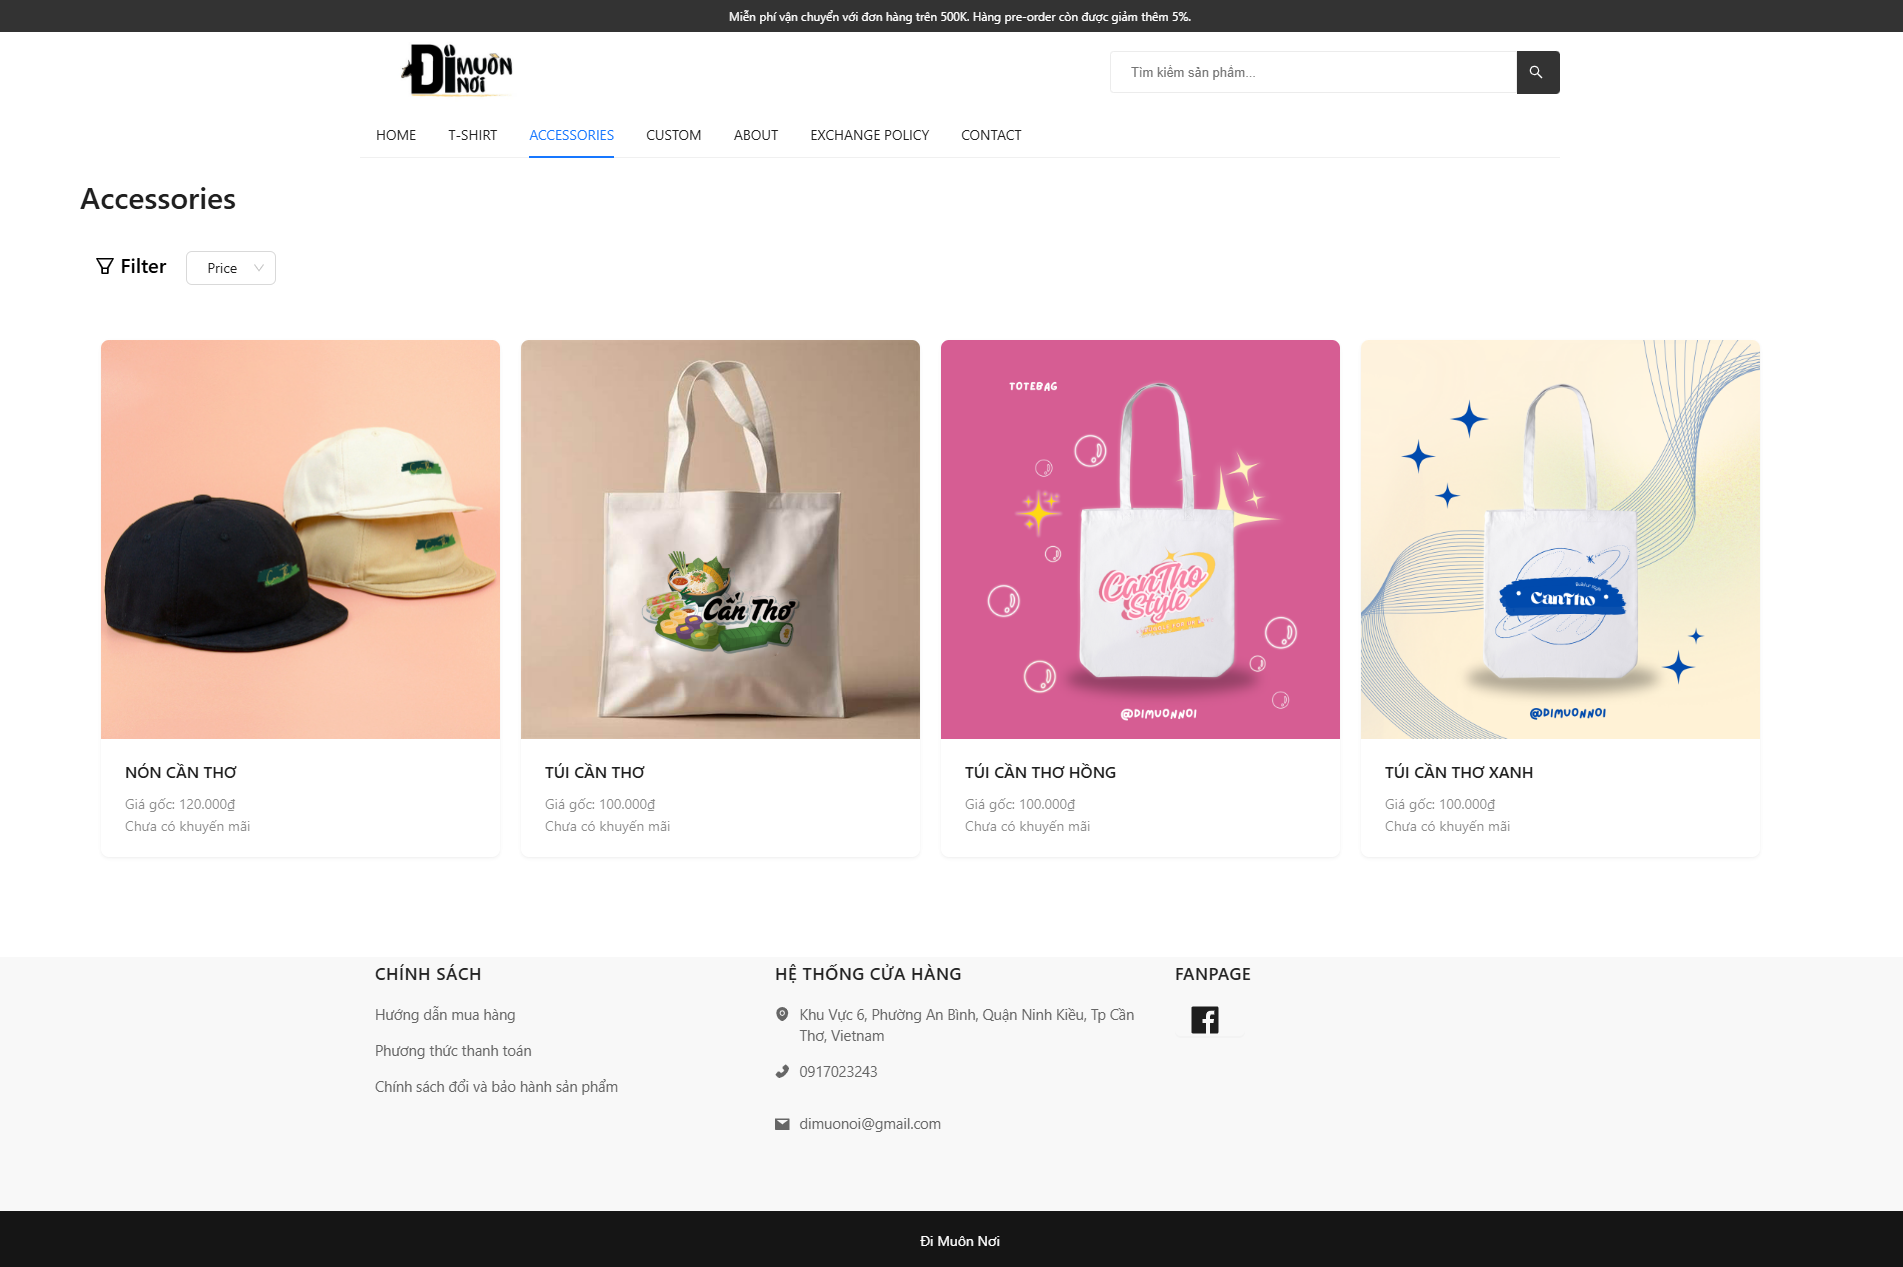 Miễn phí vận chuyển với đơn hàng trên 500K. Hàng pre-order còn được giảm thêm 5%.
Đi MUÔN NƠI
Tìm kiếm sản phẩm...
HOME T-SHIRT ACCESSORIES CUSTOM ABOUT EXCHANGE POLICY CONTACT
Accessories
Filter Price
Cần Thơ
TOTEBAG
CanTho
Style
@DIMUONNOI
CanTho
@DIMUONNOI
NÓN CẦN THƠ
Giá gốc: 120.000₫
Chưa có khuyến mãi
TÚI CẦN THƠ
Giá gốc: 100.000₫
Chưa có khuyến mãi
TÚI CẦN THƠ HỒNG
Giá gốc: 100.000₫
Chưa có khuyến mãi
TÚI CẦN THƠ XANH
Giá gốc: 100.000₫
Chưa có khuyến mãi
CHÍNH SÁCH
Hướng dẫn mua hàng
Phương thức thanh toán
Chính sách đổi và bảo hành sản phẩm
HỆ THỐNG CỬA HÀNG
Khu Vực 6, Phường An Bình, Quận Ninh Kiều, Tp Cần
Thơ, Vietnam
0917023243
dimuonoi@gmail.com
FANPAGE
Đi Muôn Nơi